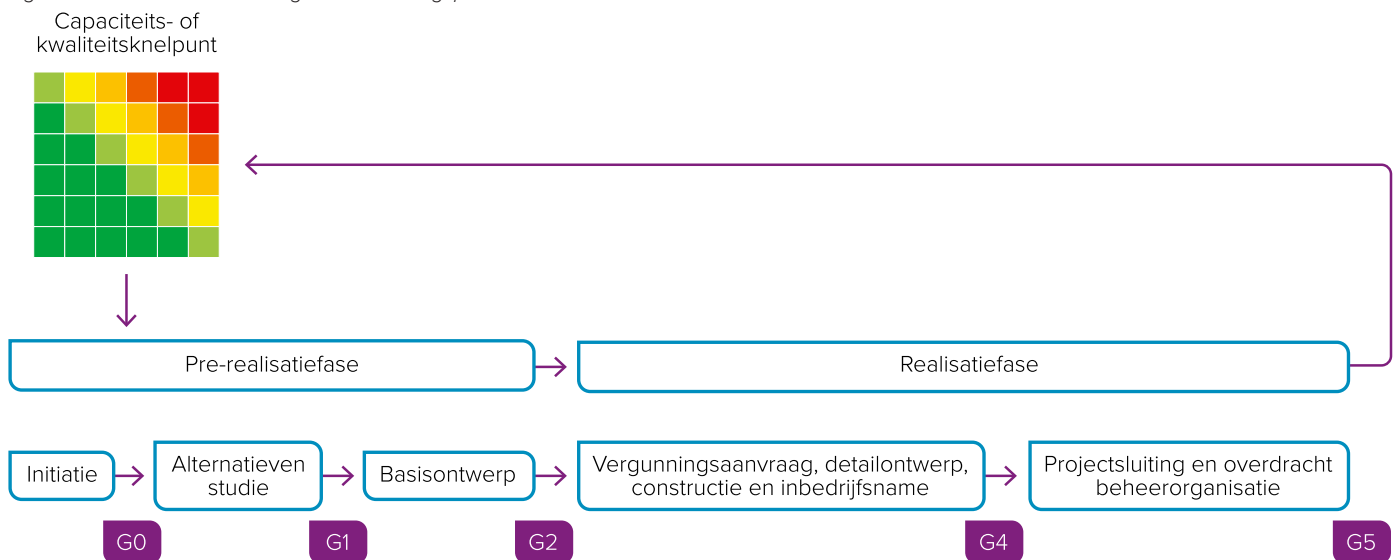 Capaciteits- of
kwaliteitsknelpunt
Pre-realisatiefase
Realisatiefase
Initiatie
Alternatieven
studie
Basisontwerp
Vergunningsaanvraag, detailontwerp,
constructie en inbedrijfsname
Projectsluiting en overdracht
beheerorganisatie
G0
G1
G2
G4
G5